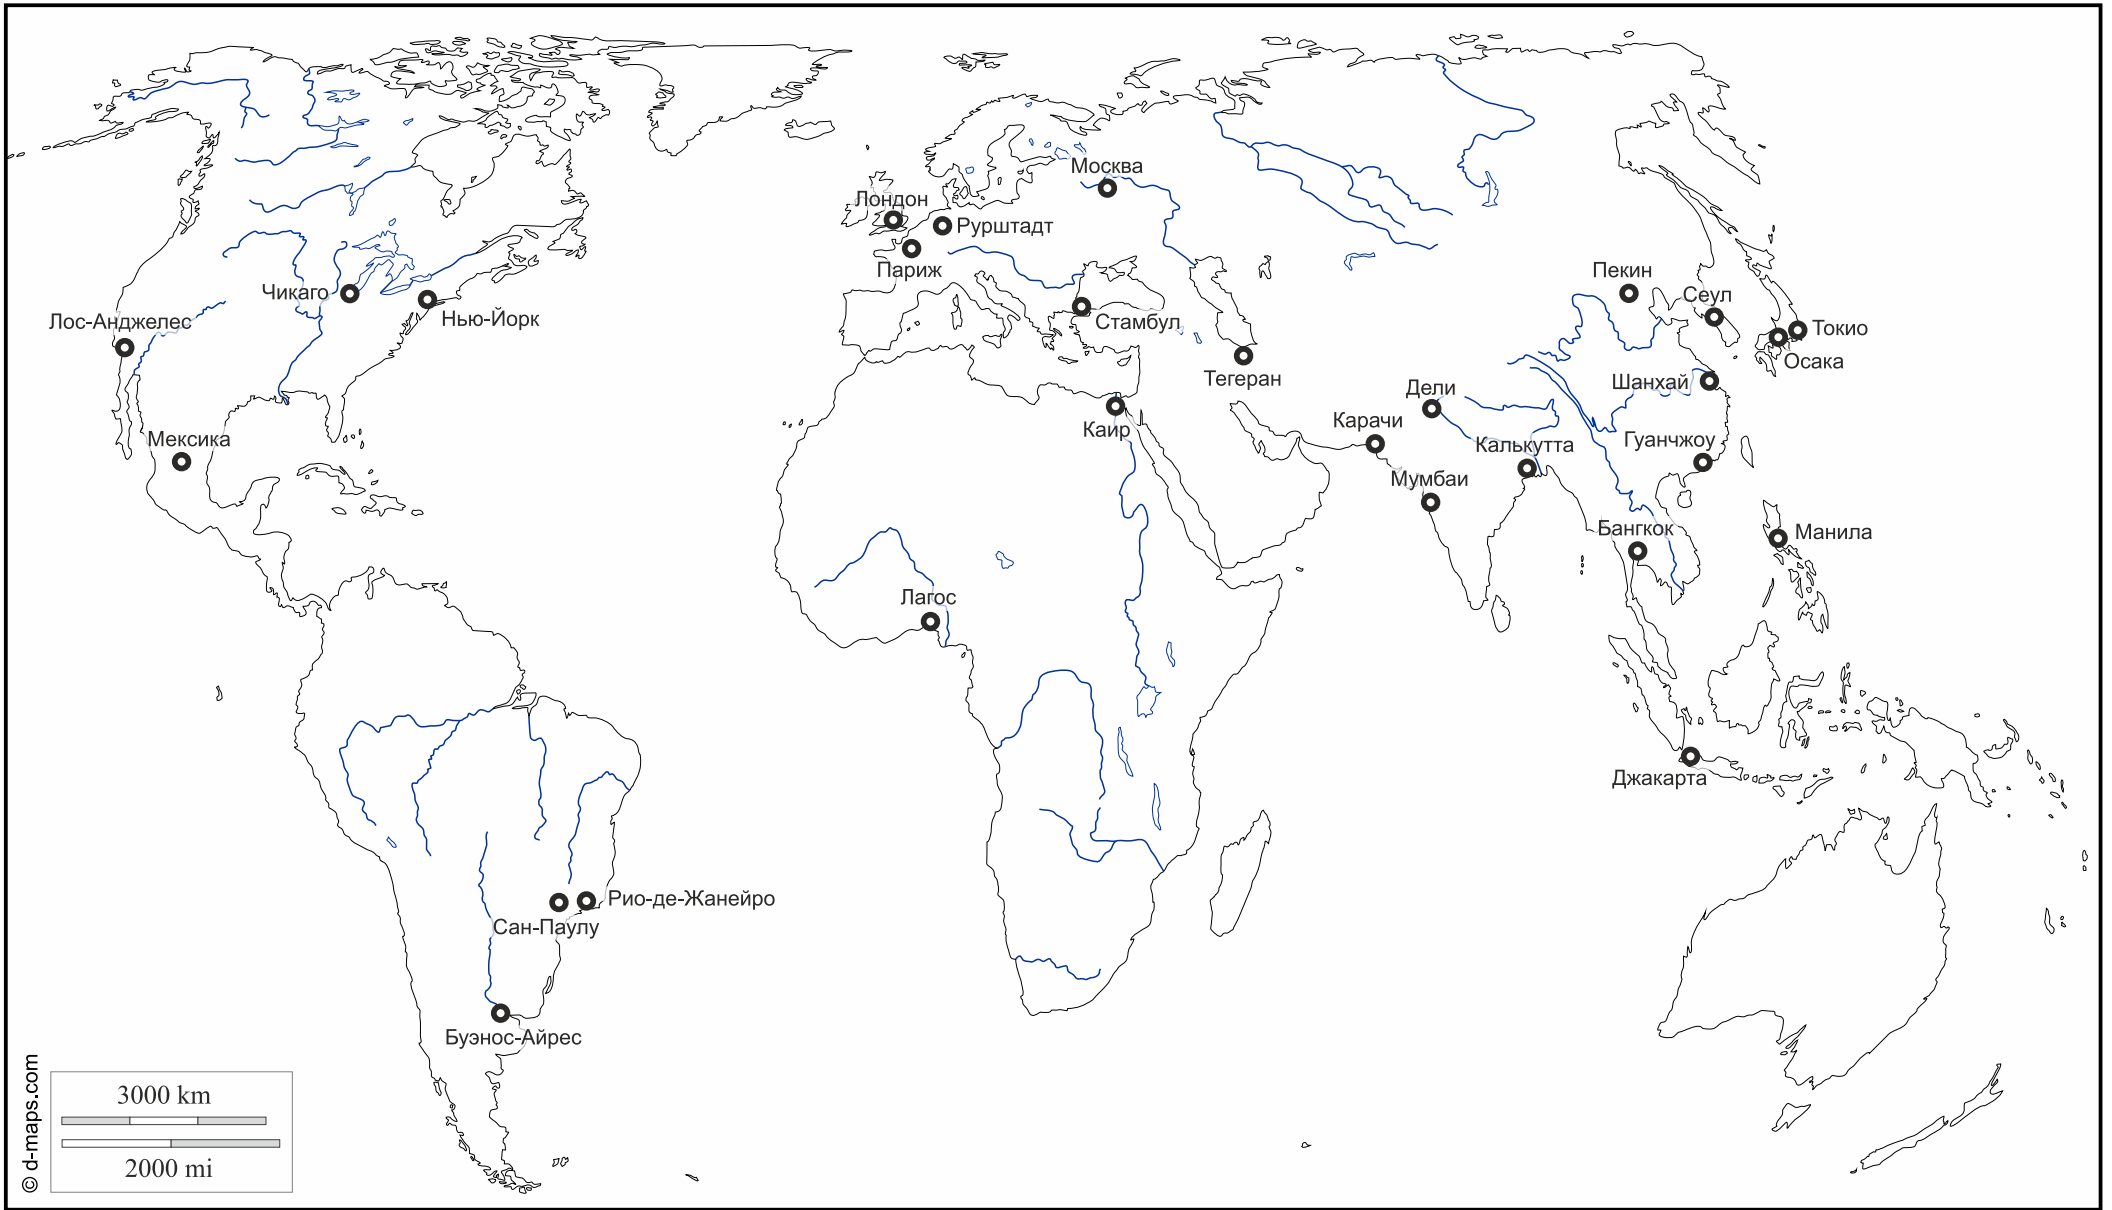 Москва
Лондон
Рурштадт
Париж
Пекин
Чикаго
Сеул
Лос-Анджелес
Нью-Йорк
Стамбул
Токио
Осака
Тегеран
Шанхай
Дели
Карачи
Каир
Мексика
Калькутта
Гуанчжоу
Мумбаи
Бангкок
Манила
Лагос
Джакарта
Рио-де-Жанейро
Сан-Паулу
Буэнос-Айрес
3000 km
2000 mi
© d-maps.com